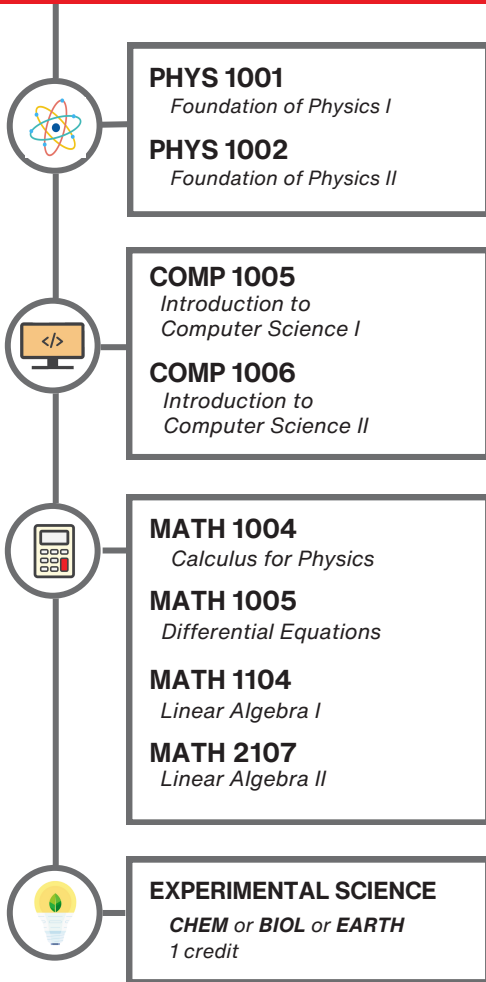 PHYS 1001
Foundation of Physics I
PHYS 1002
Foundation of Physics II
COMP 1005
Introduction to
Computer Science I
</>
COMP 1006
Introduction to
Computer Science II
MATH 1004
Calculus for Physics
MATH 1005
Differential Equations
MATH 1104
Linear Algebra I
MATH 2107
Linear Algebra II
EXPERIMENTAL SCIENCE
CHEM or BIOL or EARTH
1 credit